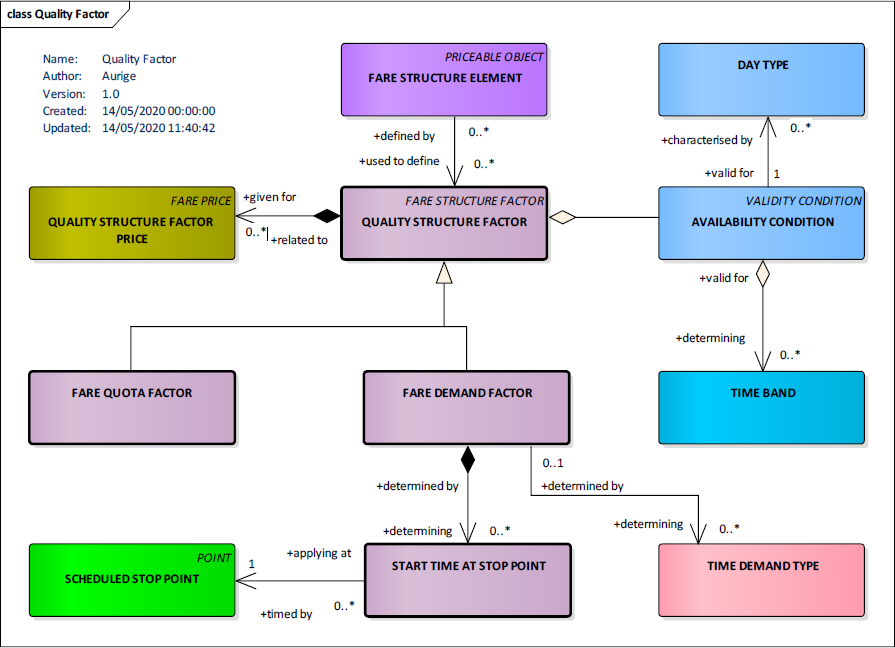 class Quality Factor
Name: Quality Factor
Author: Aurige
Version: 1.0
Created: 14/05/2020 00:00:00
Updated: 14/05/2020 11:40:42
PRICEABLE OBJECT
FARE STRUCTURE ELEMENT
DAY TYPE
+defined by
0..*
+used to define
0..*
0..*
+characterised by
+valid for
1
FARE PRICE
QUALITY STRUCTURE FACTOR
PRICE
+given for
0..*
+related to
FARE STRUCTURE FACTOR
QUALITY STRUCTURE FACTOR
VALIDITY CONDITION
AVAILABILITY CONDITION
+valid for
+determining
0..*
FARE QUOTA FACTOR
FARE DEMAND FACTOR
TIME BAND
+determined by
0..1
+determined by
+determining
0..*
+determining
0..*
POINT
SCHEDULED STOP POINT
1
+applying at
+timed by
0..*
START TIME AT STOP POINT
TIME DEMAND TYPE